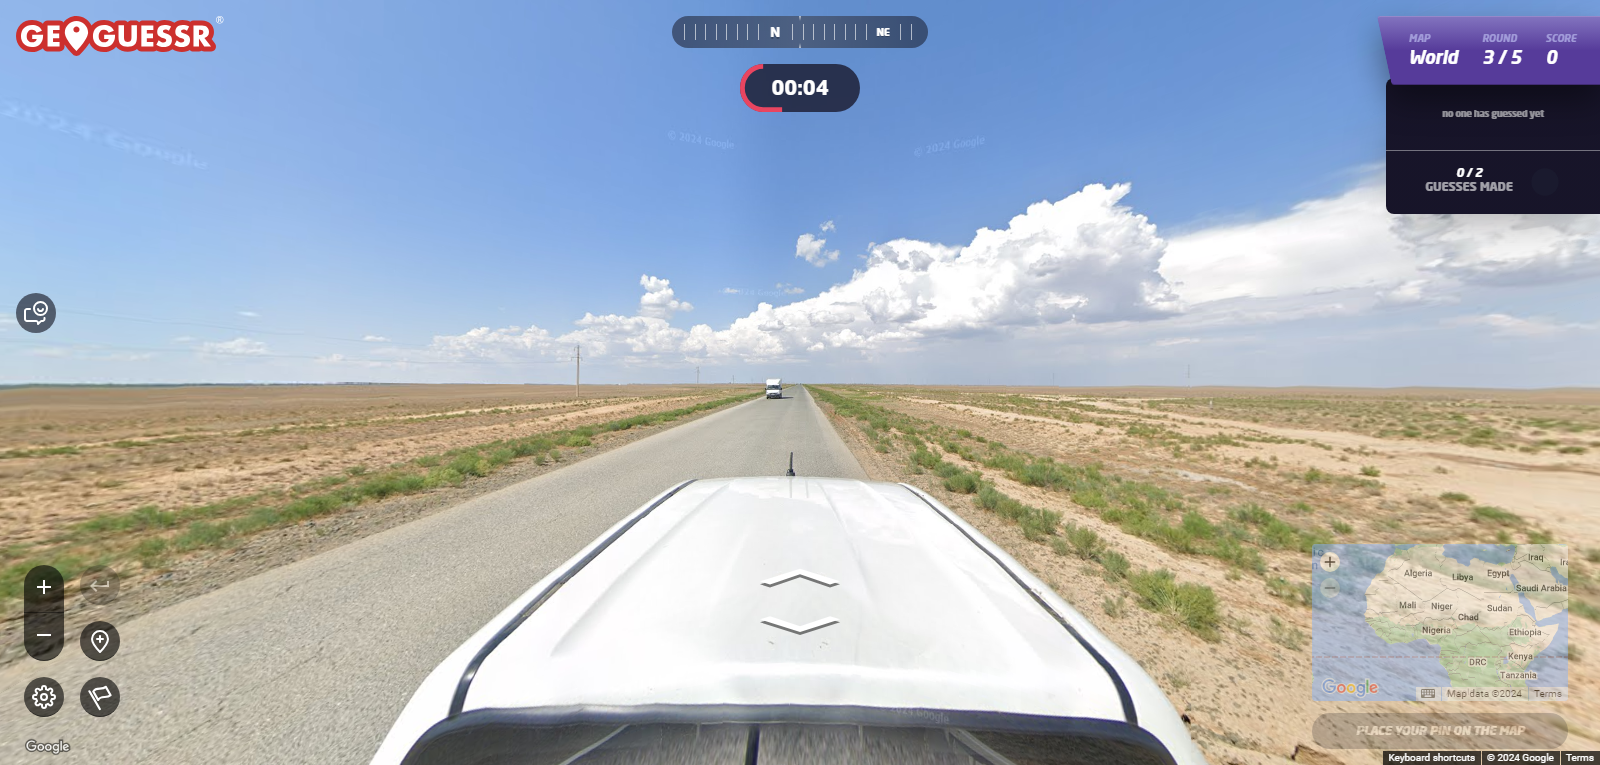 GEOGUESSR®
N
NE
00:04
MAP
World
ROUND
3 / 5
SCORE
0
no one has guessed yet
0 / 2
GUESSES MADE
2024 Google
© 2024 Google
© 2024 Google
+
−
+
−
Iraq
Algeria
Libya
Egypt
Saudi Arabia
Mali
Niger
Chad
Sudan
Nigeria
Ethiopia
DRC
Kenya
Tanzania
Google
Map data ©2024
Terms
PLACE YOUR PIN ON THE MAP
Google
Keyboard shortcuts
© 2024 Google
Terms